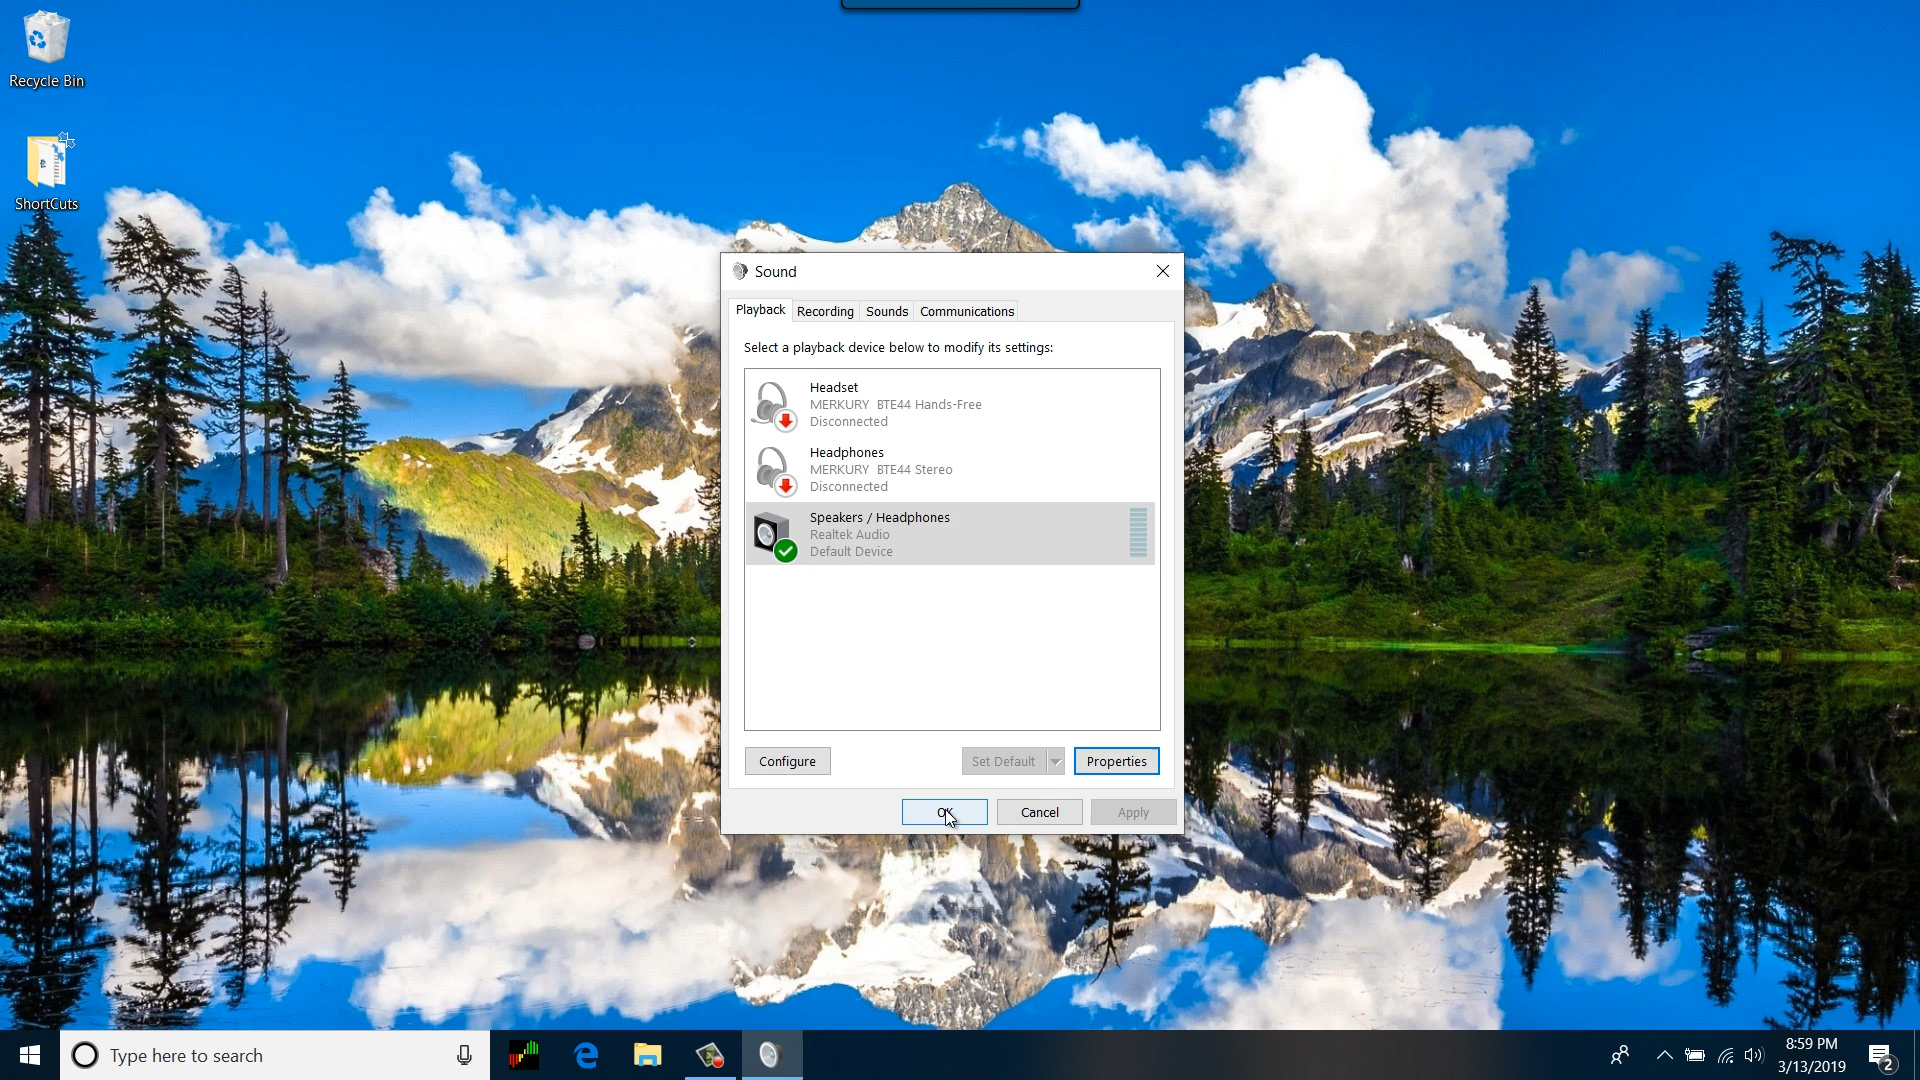 Recycle Bin
ShortCuts
Sound
Playback
Recording
Sounds
Communications
Select a playback device below to modify its settings:
Headset
MERKURY  BTE44 Hands-Free
Disconnected
Headphones
MERKURY  BTE44 Stereo
Disconnected
Speakers / Headphones
Realtek Audio
Default Device
Configure
Set Default
Properties
OK
Cancel
Apply
Type here to search
8:59 PM
3/13/2019
2